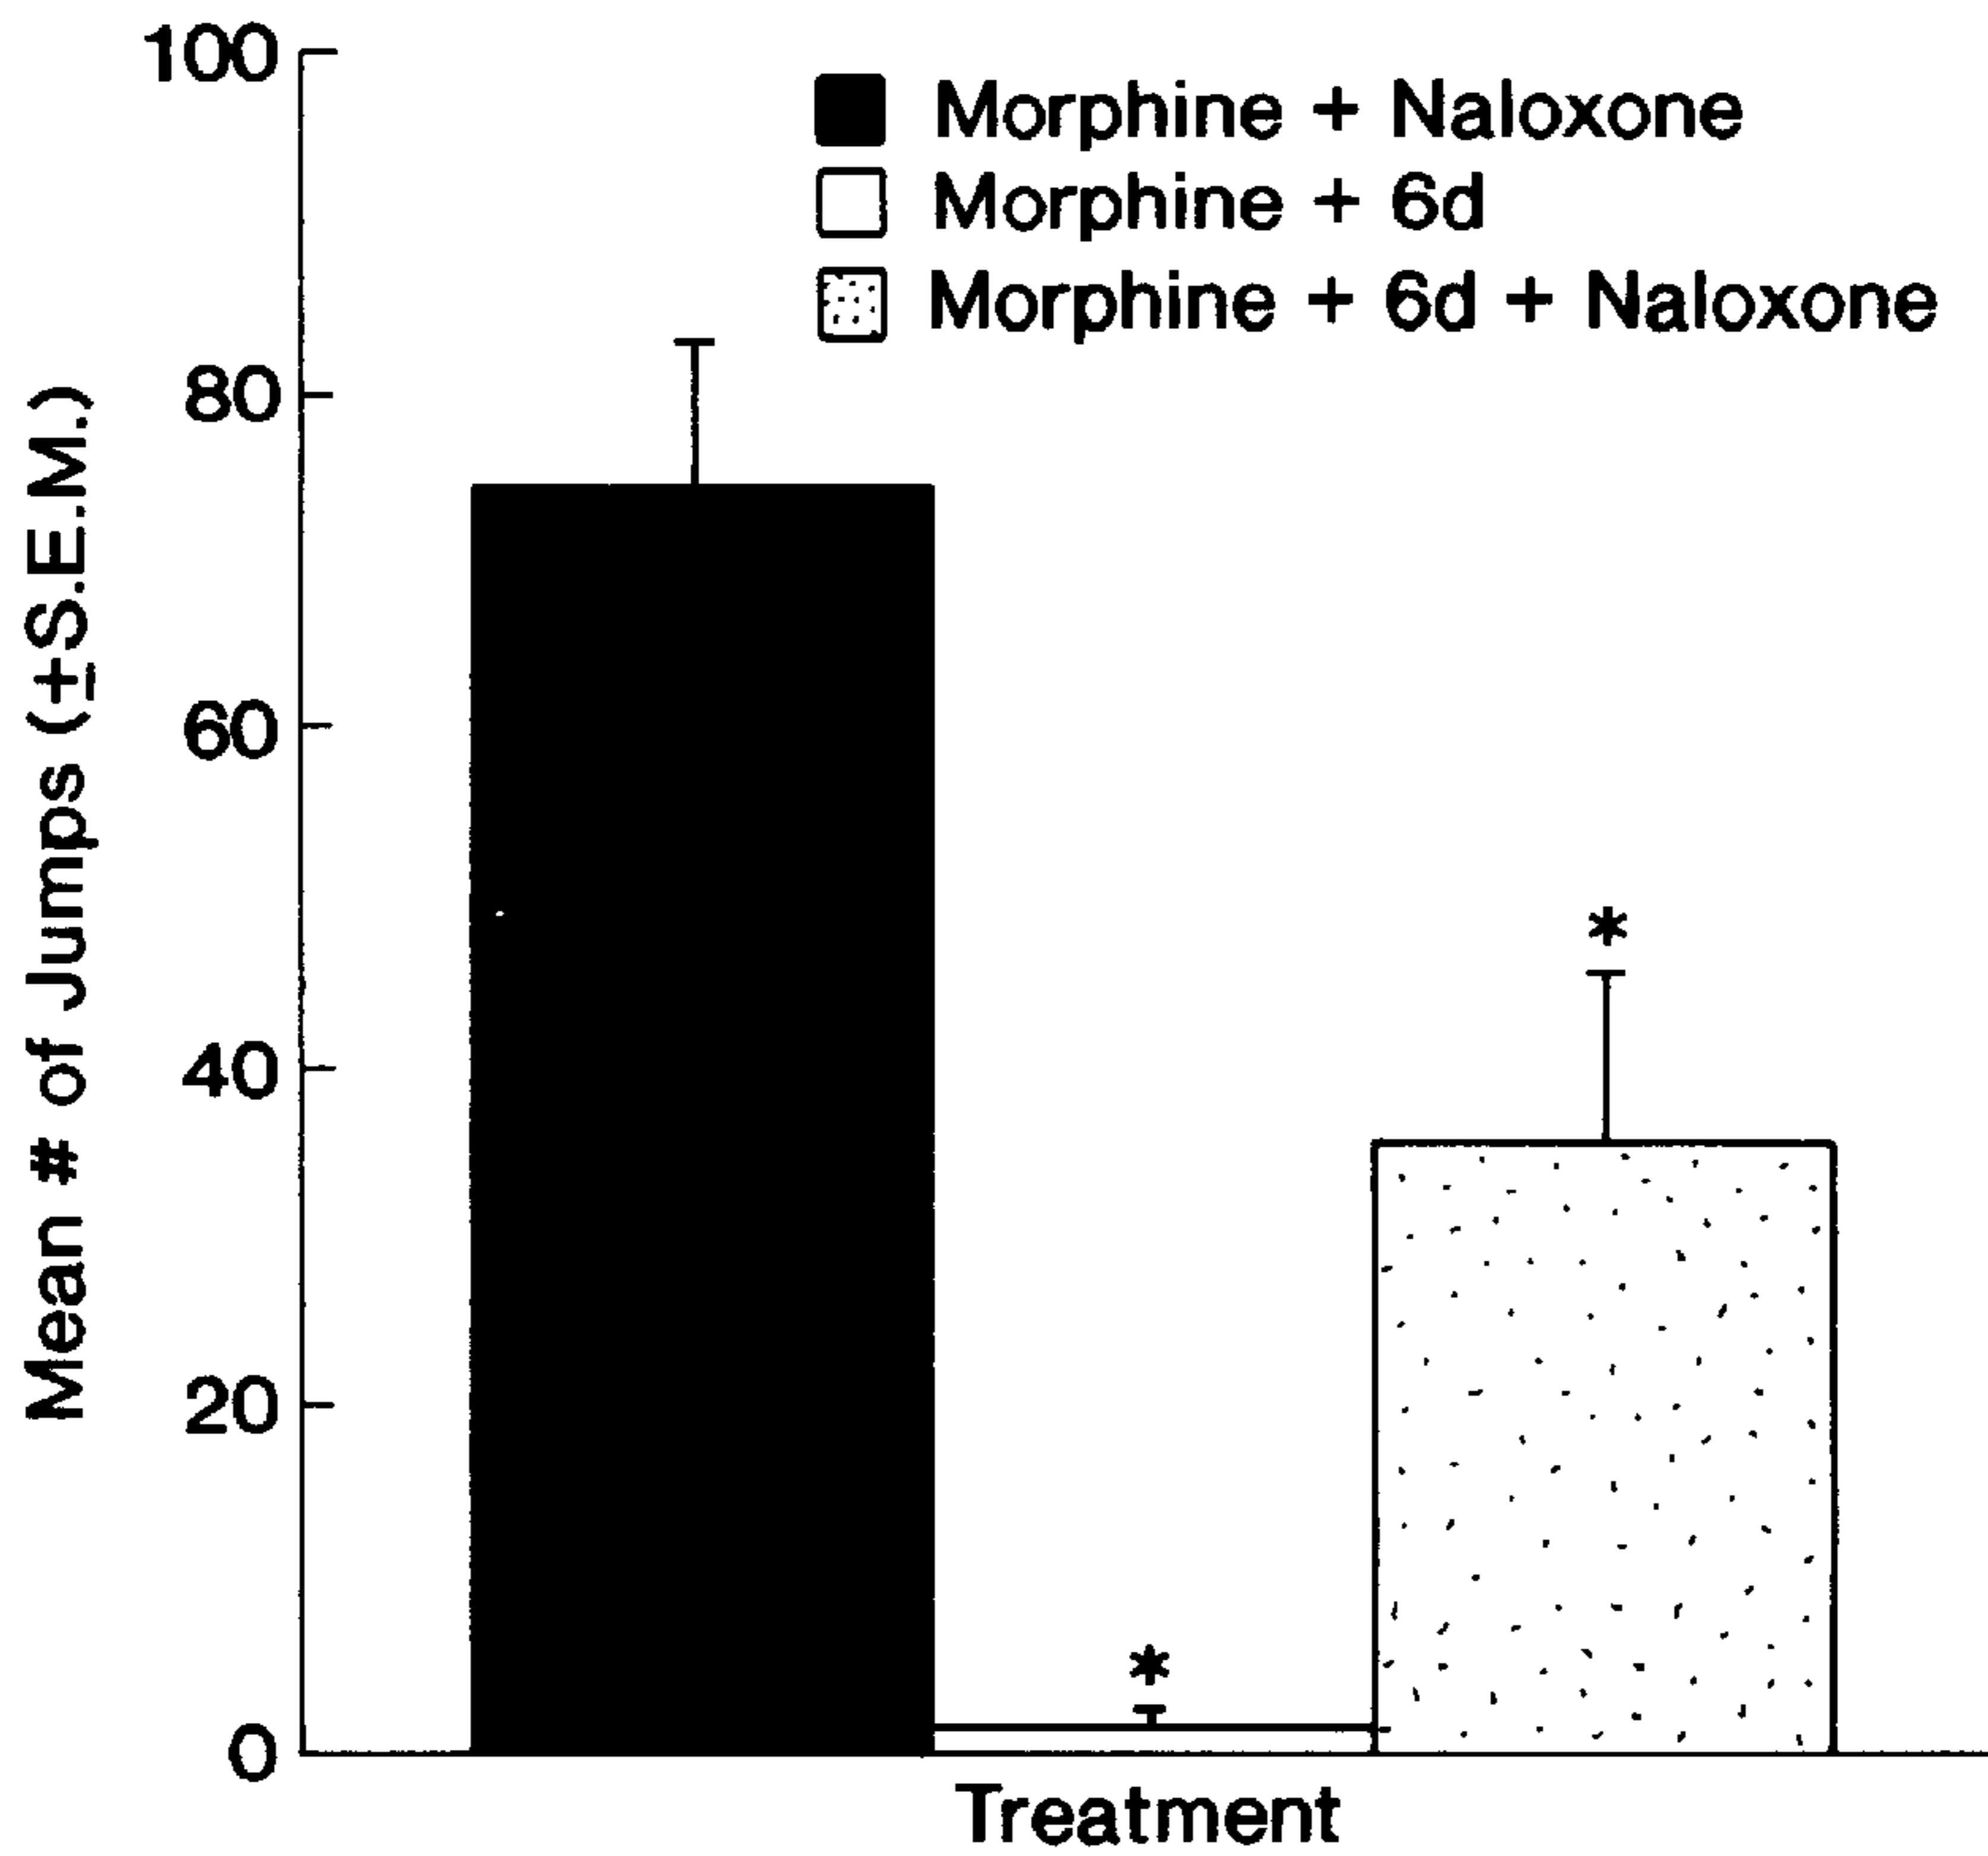 Mean # of Jumps (±S.E.M.)
100
80
60
40
20
0
Morphine + Naloxone
Morphine + 6d
Morphine + 6d + Naloxone
*
*
Treatment